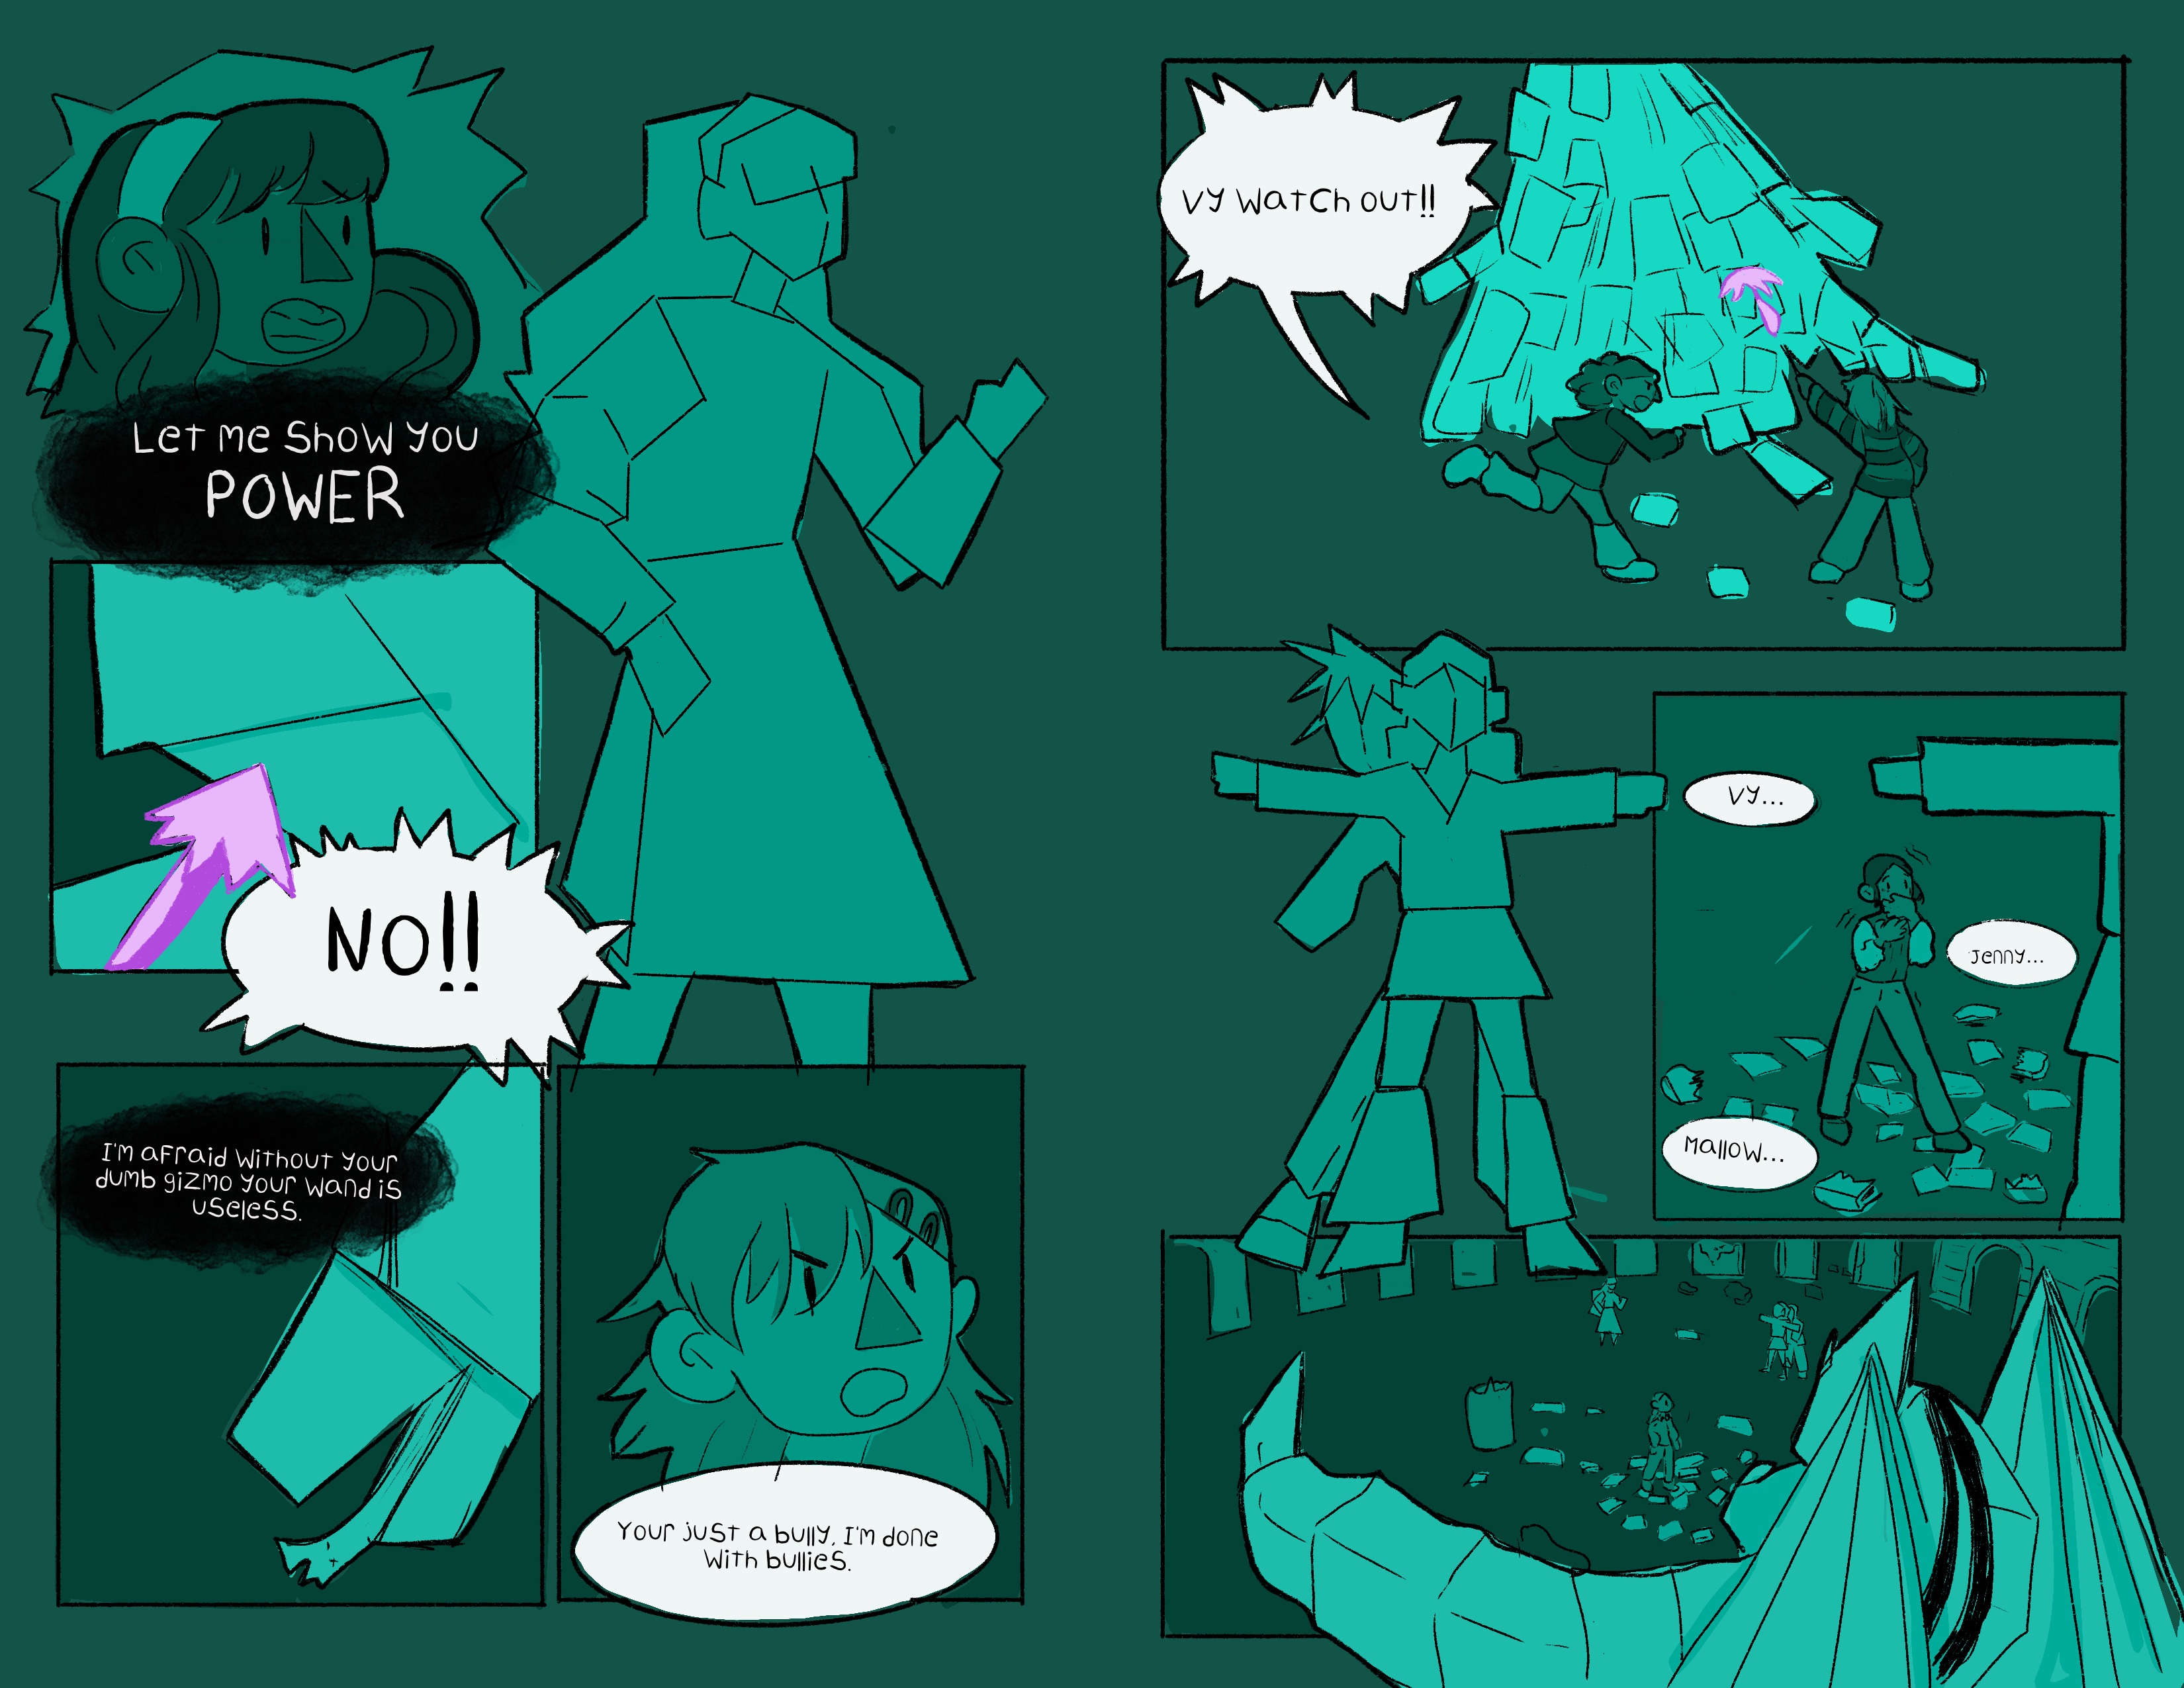 Let me show you
POWER
NO!!
I'm afraid without your
dumb gizmo your wand is
useless.
Your just a bully. I'm done
with bullies.
Vy watch out!!
Vy...
Jenny...
Mallow...